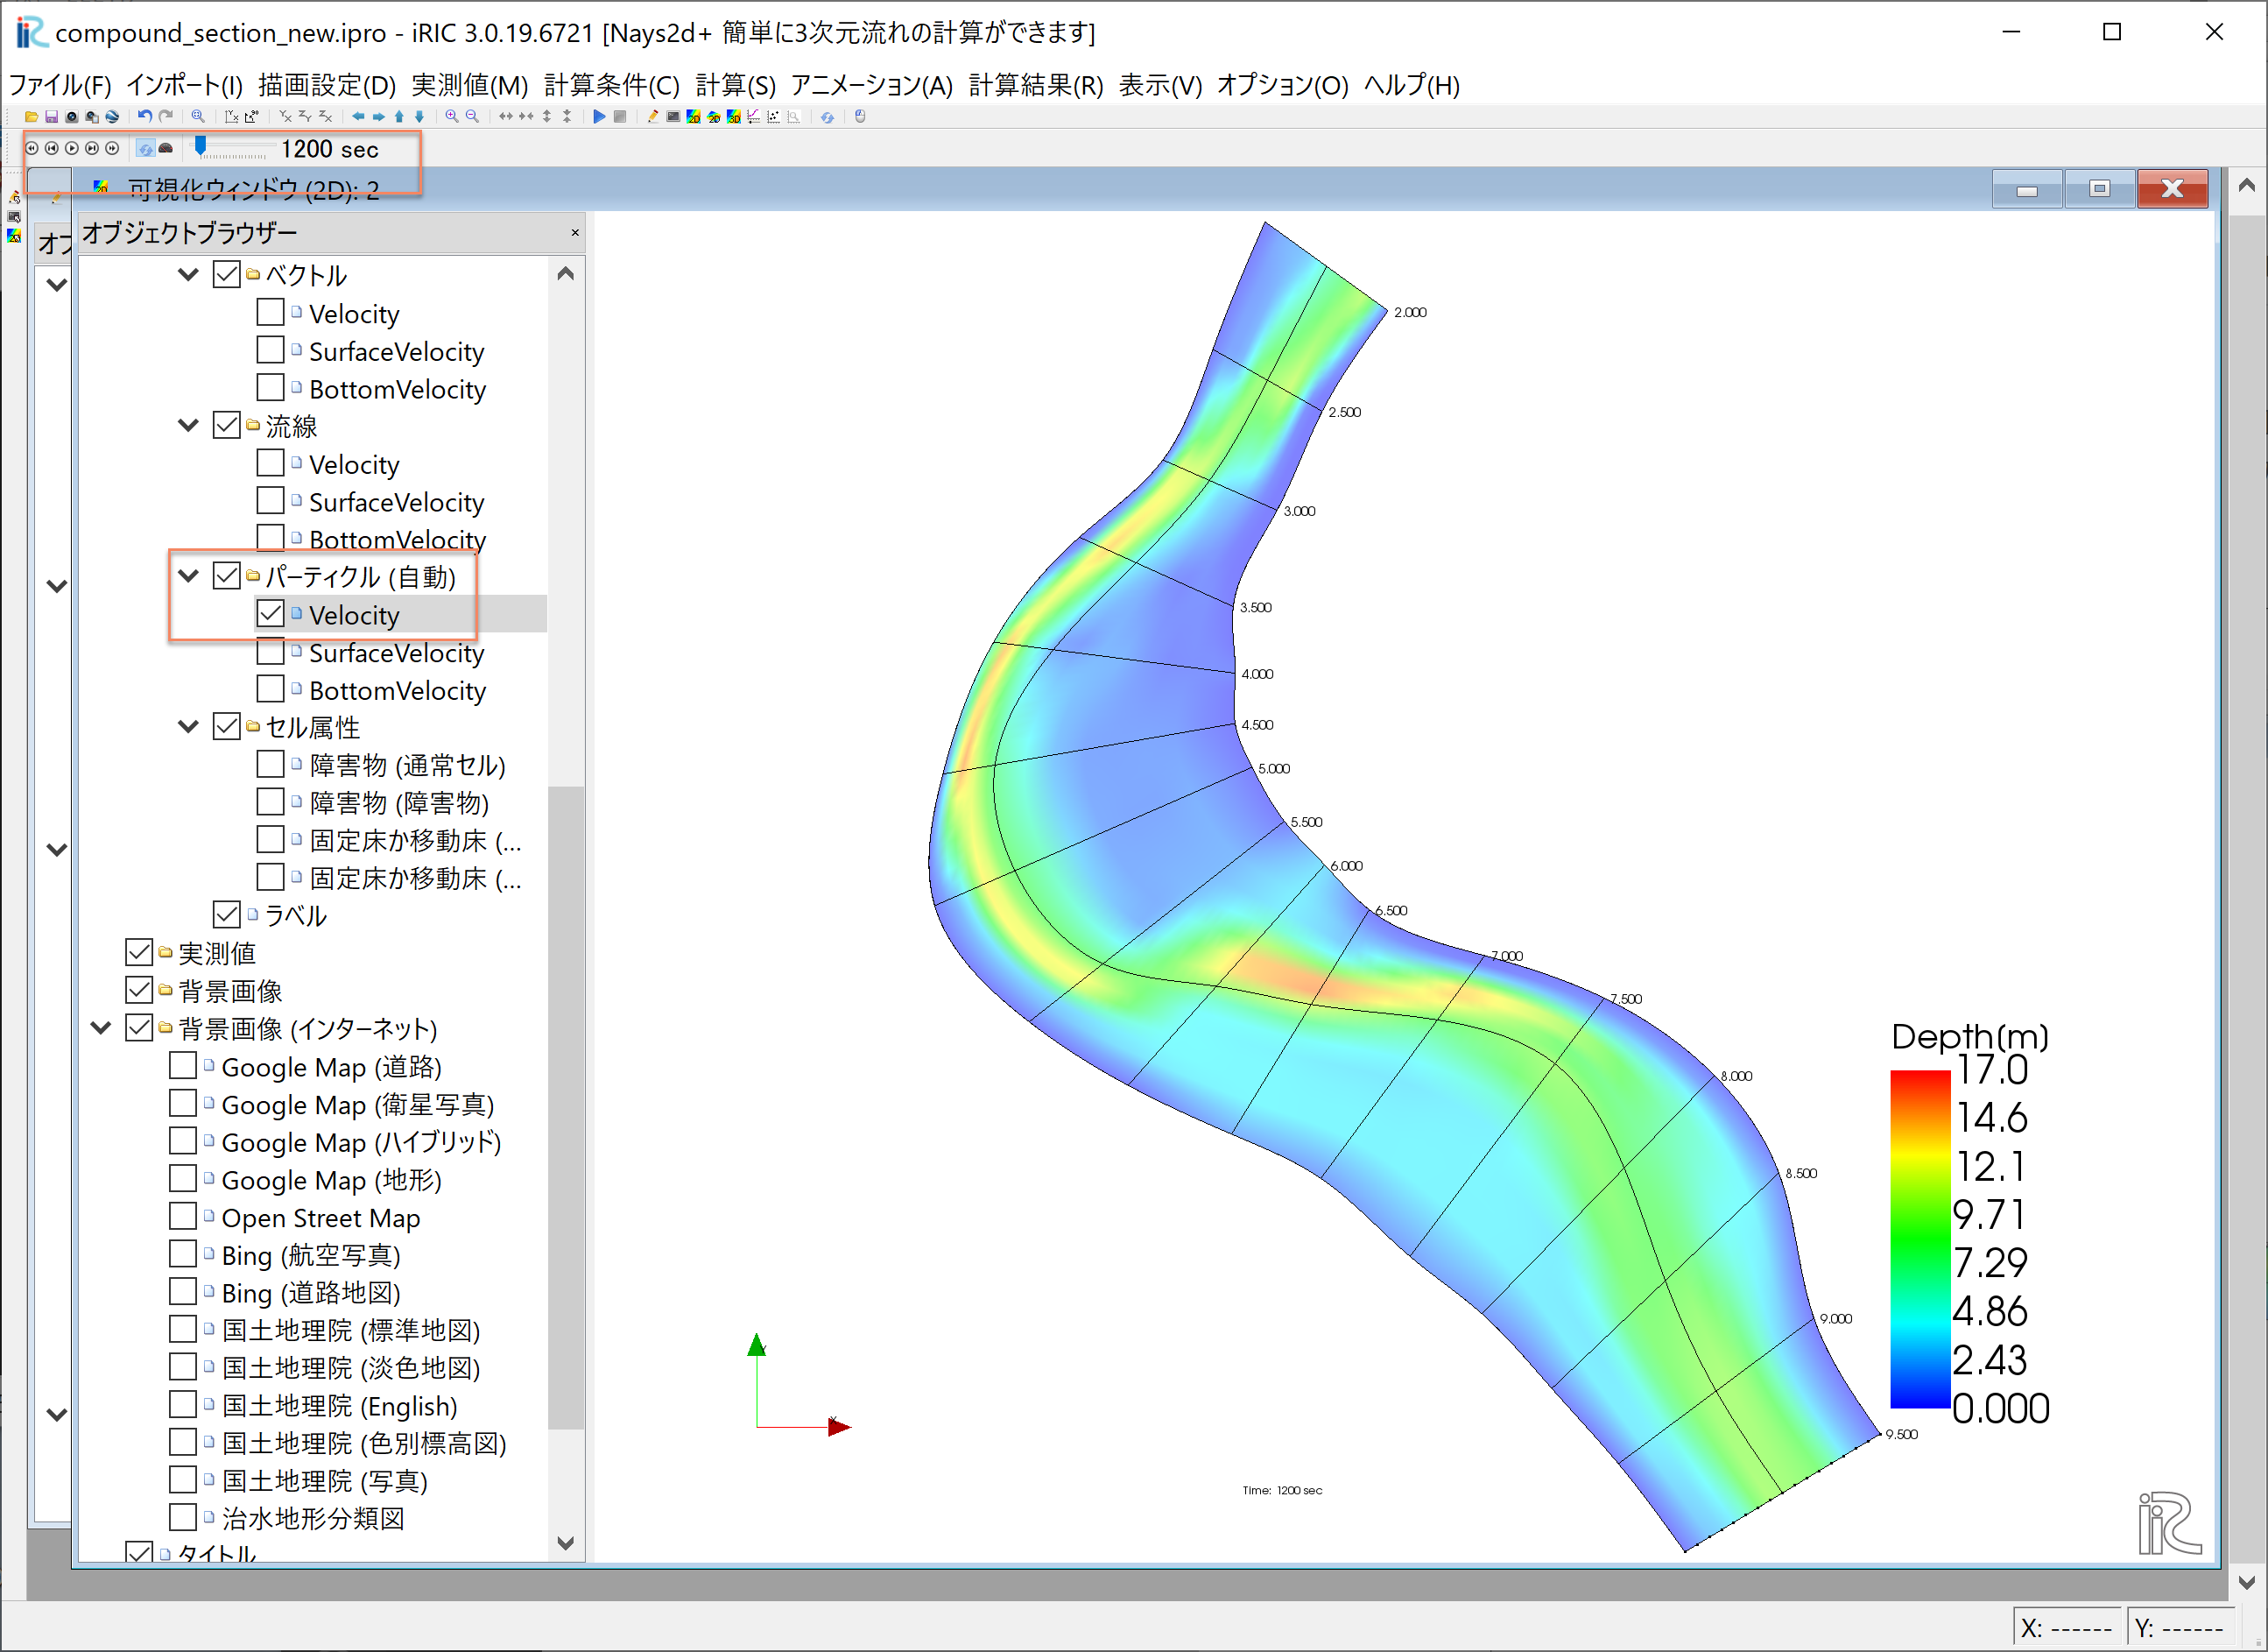 compound_section_new.ipro - iRIC 3.0.19.6721 [Nays2d+ 簡単に3次元流れの計算ができます]
ファイル(F) インポート(I) 描画設定(D) 実測値(M) 計算条件(C) 計算(S) アニメーション(A) 計算結果(R) 表示(V) オプション(O) ヘルプ(H)
1200 sec
可視化ウィンドウ (2D): 2
オブジェクトブラウザー
ベクトル
Velocity
SurfaceVelocity
BottomVelocity
流線
Velocity
SurfaceVelocity
BottomVelocity
パーティクル (自動)
Velocity
SurfaceVelocity
BottomVelocity
セル属性
障害物 (通常セル)
障害物 (障害物)
固定床か移動床 (...
固定床か移動床 (...
ラベル
実測値
背景画像
背景画像 (インターネット)
Google Map (道路)
Google Map (衛星写真)
Google Map (ハイブリッド)
Google Map (地形)
Open Street Map
Bing (航空写真)
Bing (道路地図)
国土地理院 (標準地図)
国土地理院 (淡色地図)
国土地理院 (English)
国土地理院 (色別標高図)
国土地理院 (写真)
治水地形分類図
タイトル
2.000
2.500
3.000
3.500
4.000
4.500
5.000
5.500
6.000
6.500
7.000
7.500
8.000
8.500
9.000
9.500
Depth(m)
17.0
14.6
12.1
9.71
7.29
4.86
2.43
0.000
Y
X
Time: 1200 sec
iRIC
X: ------ Y: ------